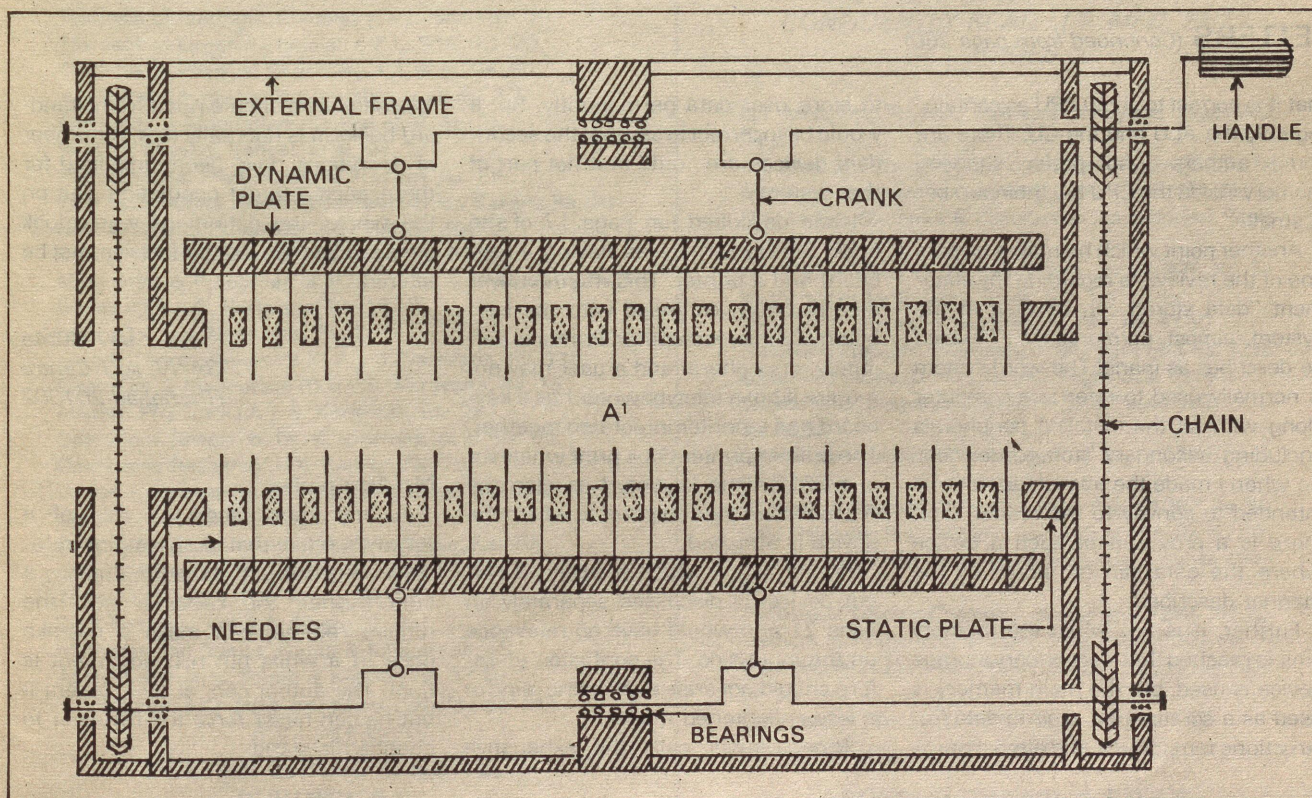 EXTERNAL FRAME
HANDLE
DYNAMIC
PLATE
CRANK
A¹
CHAIN
NEEDLES
STATIC PLATE
BEARINGS